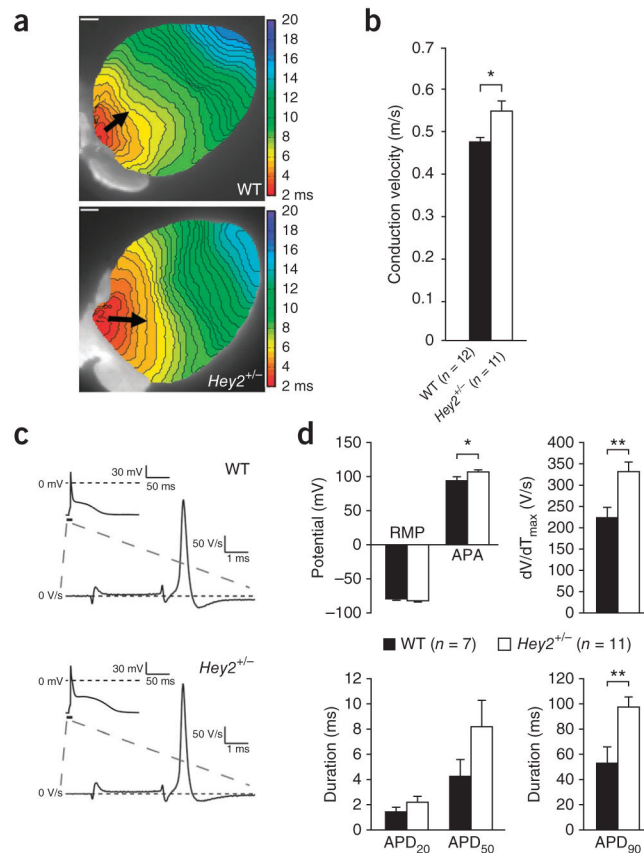 a
20
18
16
14
12
10
8
6
4
2 ms
WT
20
18
16
14
12
10
8
6
4
2 ms
Hey2+/–
b
Conduction velocity (m/s)
0.7
0.6
0.5
0.4
0.3
0.2
0.1
0
*
WT (n = 12)
Hey2+/– (n = 11)
c
WT
30 mV
50 ms
0 mV
50 V/s
1 ms
0 V/s
Hey2+/–
30 mV
50 ms
0 mV
50 V/s
1 ms
0 V/s
d
Potential (mV)
150
100
50
0
–50
–100
RMP
APA
*
dV/dTmax (V/s)
400
350
300
250
200
150
100
50
0
**
WT (n = 7) Hey2+/– (n = 11)
Duration (ms)
12
10
8
6
4
2
0
APD20 APD50
Duration (ms)
120
100
80
60
40
20
0
**
APD90